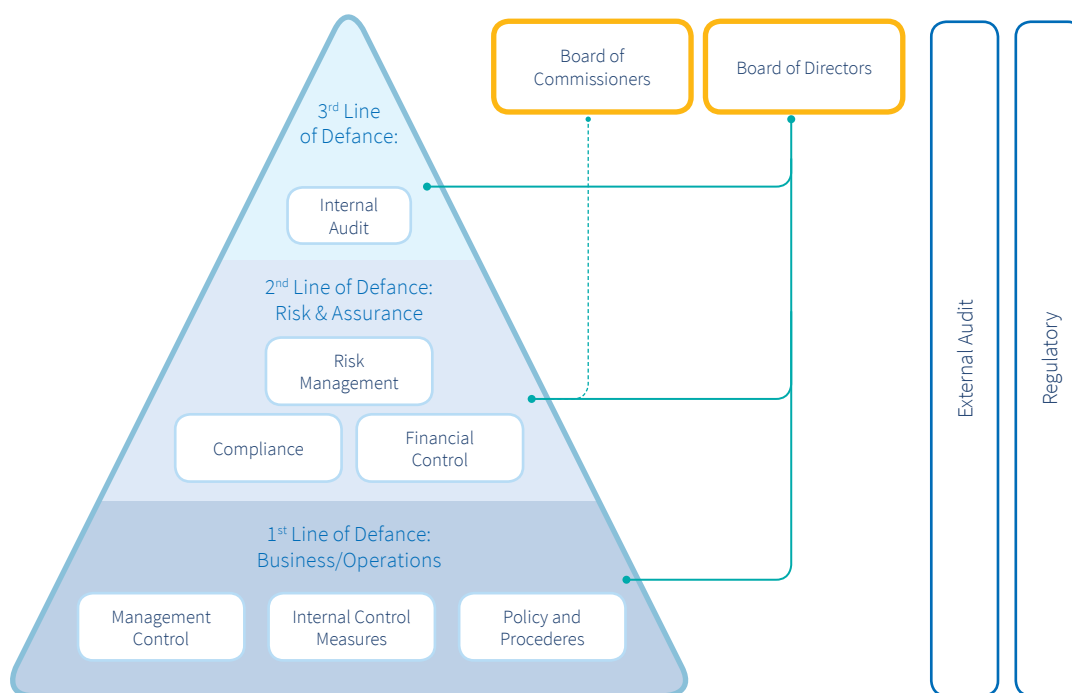 3rd Line
of Defance:
Internal
Audit
2nd Line of Defance:
Risk & Assurance
Risk
Management
Compliance
Financial
Control
1st Line of Defance:
Business/Operations
Management
Control
Internal Control
Measures
Policy and
Procederes
Board of
Commissioners
Board of Directors
External Audit
Regulatory